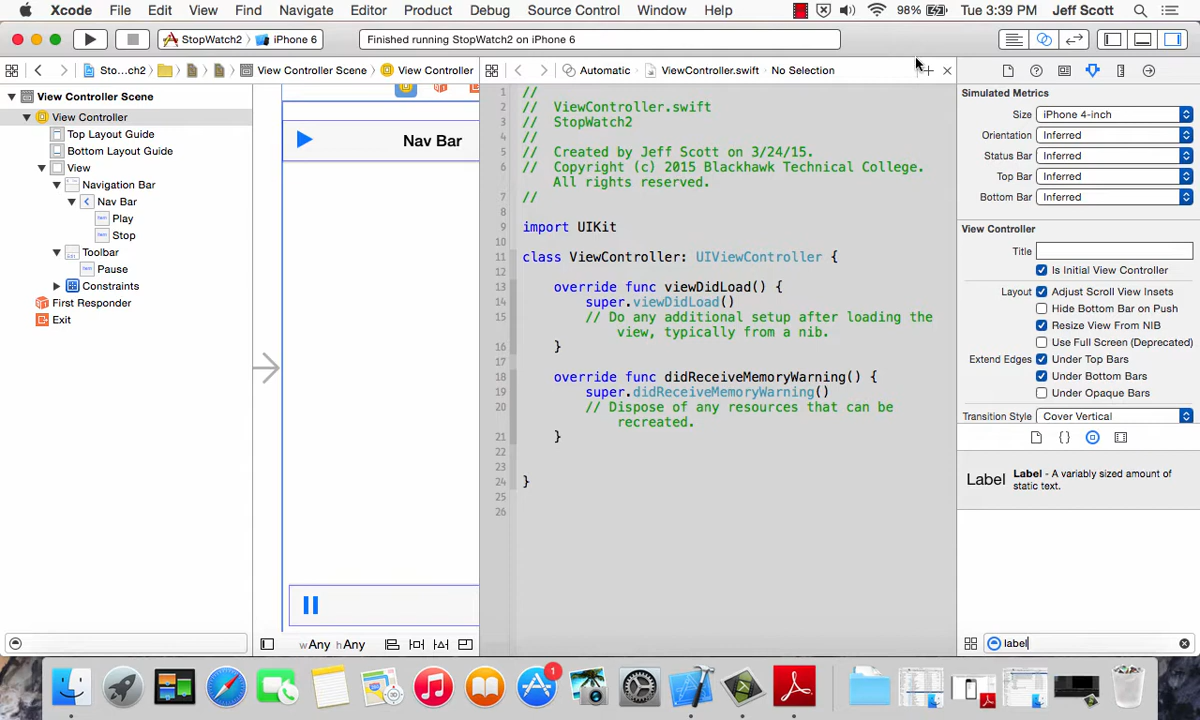 Xcode File Edit View Find Navigate Editor Product Debug Source Control Window Help 98% Tue 3:39 PM Jeff Scott
StopWatch2 iPhone 6 Finished running StopWatch2 on iPhone 6
Sto...ch2 View Controller Scene View Controller Automatic ViewController.swift No Selection
View Controller Scene
View Controller
Top Layout Guide
Bottom Layout Guide
View
Navigation Bar
Nav Bar
Play
Stop
Toolbar
Pause
Constraints
First Responder
Exit
Nav Bar
wAny hAny
1 //
2 // ViewController.swift
3 // StopWatch2
4 //
5 // Created by Jeff Scott on 3/24/15.
6 // Copyright (c) 2015 Blackhawk Technical College.
All rights reserved.
7 //
8
9 import UIKit
10
11 class ViewController: UIViewController {
12
13 override func viewDidLoad() {
14 super.viewDidLoad()
15 // Do any additional setup after loading the
view, typically from a nib.
16 }
17
18 override func didReceiveMemoryWarning() {
19 super.didReceiveMemoryWarning()
20 // Dispose of any resources that can be
recreated.
21 }
22
23
24 }
25
26
Simulated Metrics
Size iPhone 4-inch
Orientation Inferred
Status Bar Inferred
Top Bar Inferred
Bottom Bar Inferred
View Controller
Title
Is Initial View Controller
Layout Adjust Scroll View Insets
Hide Bottom Bar on Push
Resize View From NIB
Use Full Screen (Deprecated)
Extend Edges Under Top Bars
Under Bottom Bars
Under Opaque Bars
Transition Style Cover Vertical
Label Label - A variably sized amount of
static text.
label
1